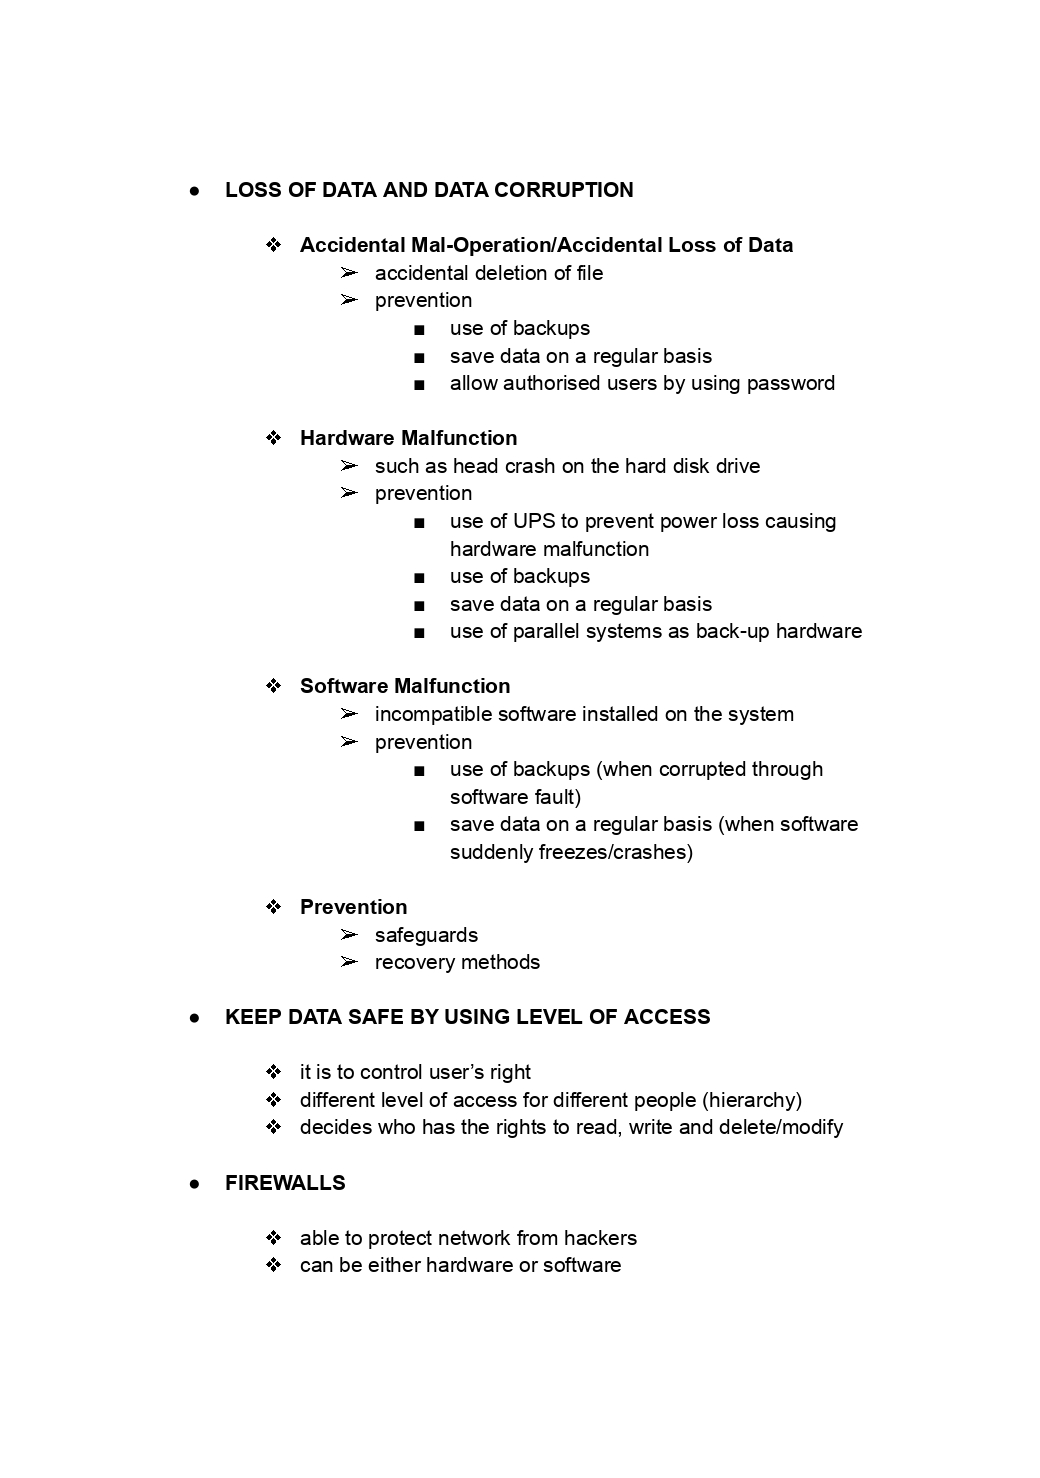 ● LOSS OF DATA AND DATA CORRUPTION
❖ Accidental Mal-Operation/Accidental Loss of Data
➢ accidental deletion of file
➢ prevention
■ use of backups
■ save data on a regular basis
■ allow authorised users by using password
❖ Hardware Malfunction
➢ such as head crash on the hard disk drive
➢ prevention
■ use of UPS to prevent power loss causing
hardware malfunction
■ use of backups
■ save data on a regular basis
■ use of parallel systems as back-up hardware
❖ Software Malfunction
➢ incompatible software installed on the system
➢ prevention
■ use of backups (when corrupted through
software fault)
■ save data on a regular basis (when software
suddenly freezes/crashes)
❖ Prevention
➢ safeguards
➢ recovery methods
● KEEP DATA SAFE BY USING LEVEL OF ACCESS
❖ it is to control user’s right
❖ different level of access for different people (hierarchy)
❖ decides who has the rights to read, write and delete/modify
● FIREWALLS
❖ able to protect network from hackers
❖ can be either hardware or software